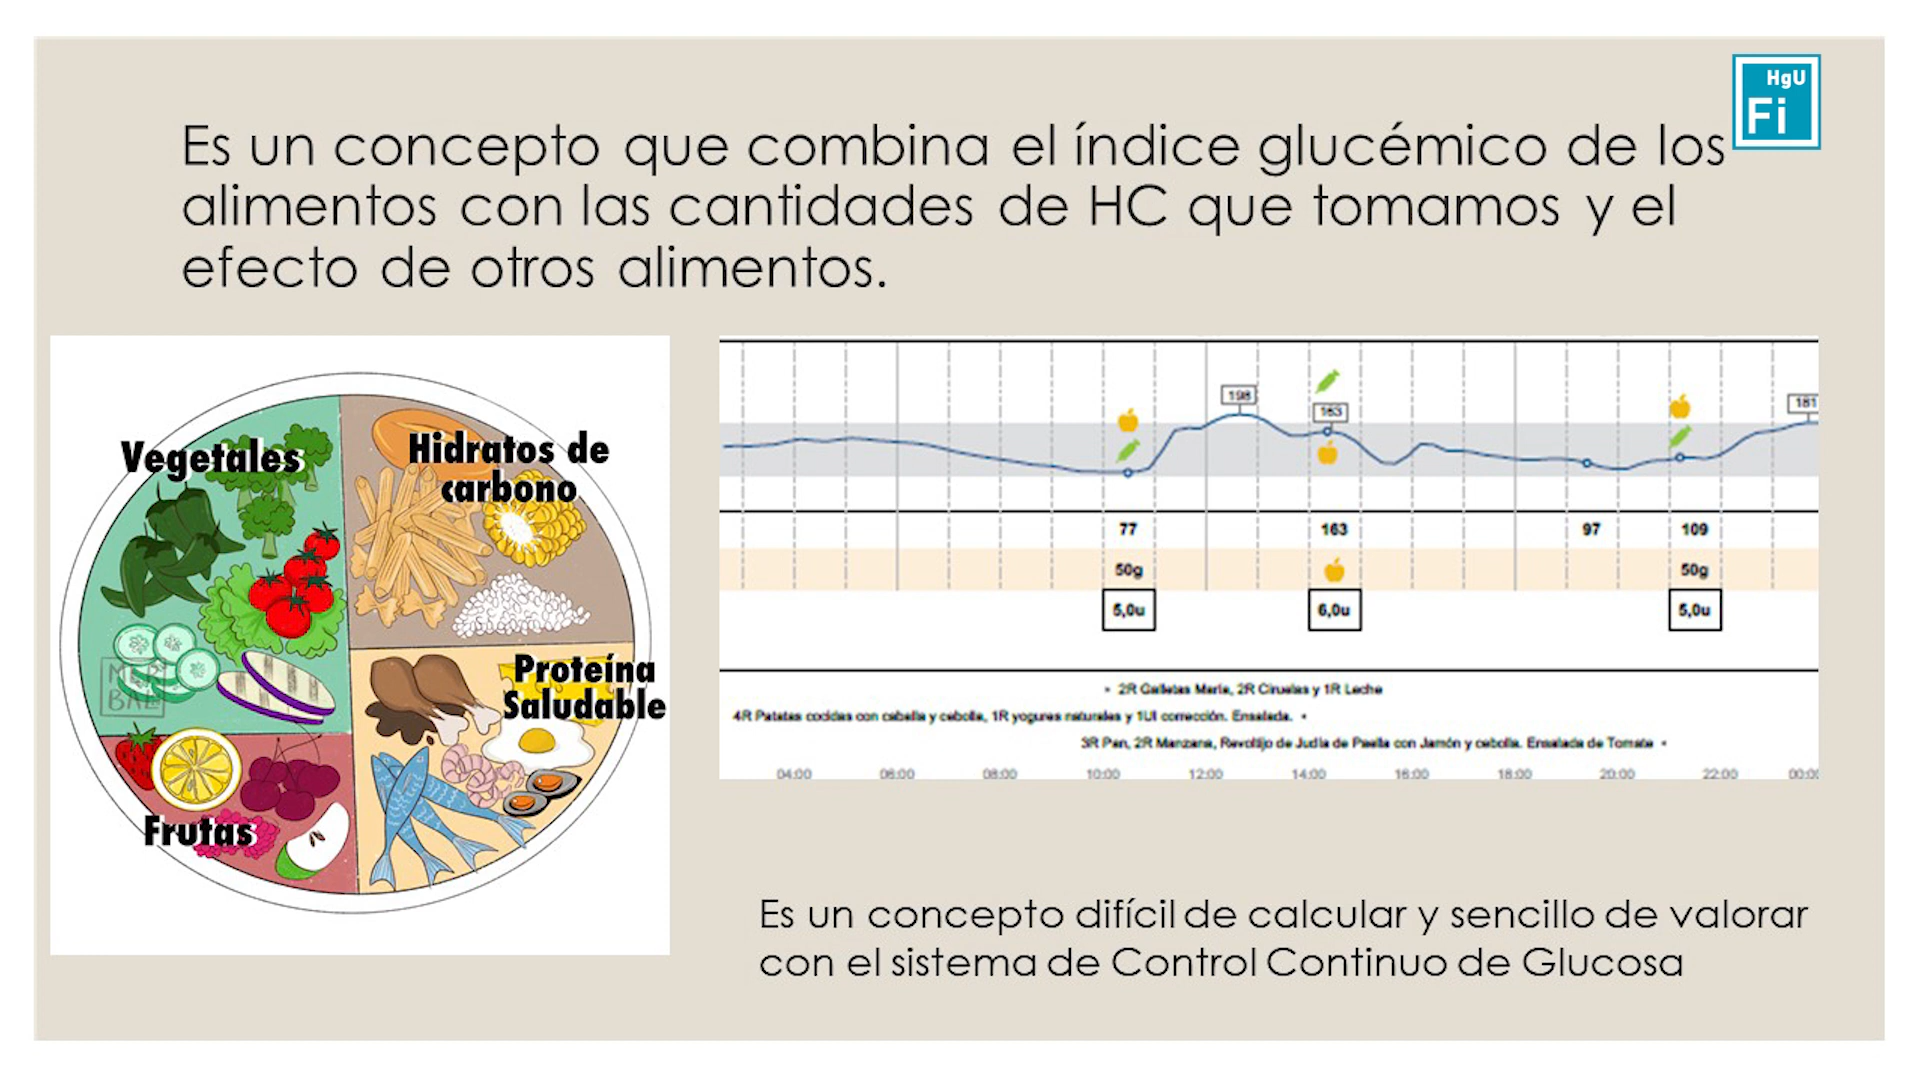 HgU
Fi
Es un concepto que combina el índice glucémico de los
alimentos con las cantidades de HC que tomamos y el
efecto de otros alimentos.
Vegetales
Hidratos de
carbono
Proteína
Saludable
Frutas
MER
BAL
198
163
181
77 163 97 109
50g 50g
5,0u 6,0u 5,0u
2R Galletas María, 2R Ciruelas y 1R Leche
4R Patatas cocidas con caballa y cebolla, 1R yogures naturales y 1UI corrección. Ensalada.
3R Pan, 2R Manzana, Revoltijo de Judía de Paella con Jamón y cebolla. Ensalada de Tomate
04:00 06:00 08:00 10:00 12:00 14:00 16:00 18:00 20:00 22:00 00:00
Es un concepto difícil de calcular y sencillo de valorar
con el sistema de Control Continuo de Glucosa